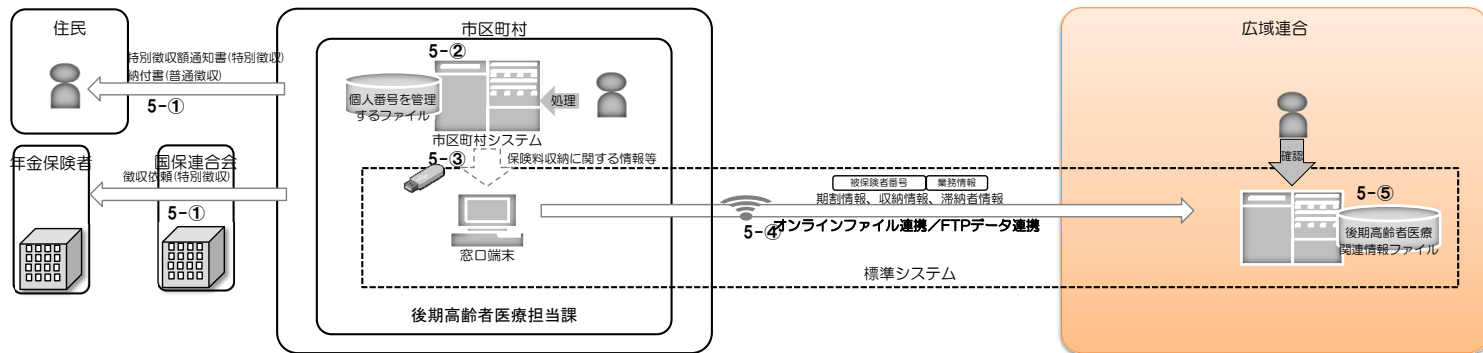 住民
特別徴収額通知書(特別徴収)
納付書(普通徴収)
5-①
年金保険者
国保連合会
徴収依頼(特別徴収)
5-①
市区町村
5-②
個人番号を管理
するファイル
処理
市区町村システム
5-③
保険料収納に関する情報等
窓口端末
後期高齢者医療担当課
被保険者番号
業務情報
期割情報、収納情報、滞納者情報
5-④
オンラインファイル連携／FTPデータ連携
標準システム
広域連合
確認
5-⑤
後期高齢者医療
関連情報ファイル